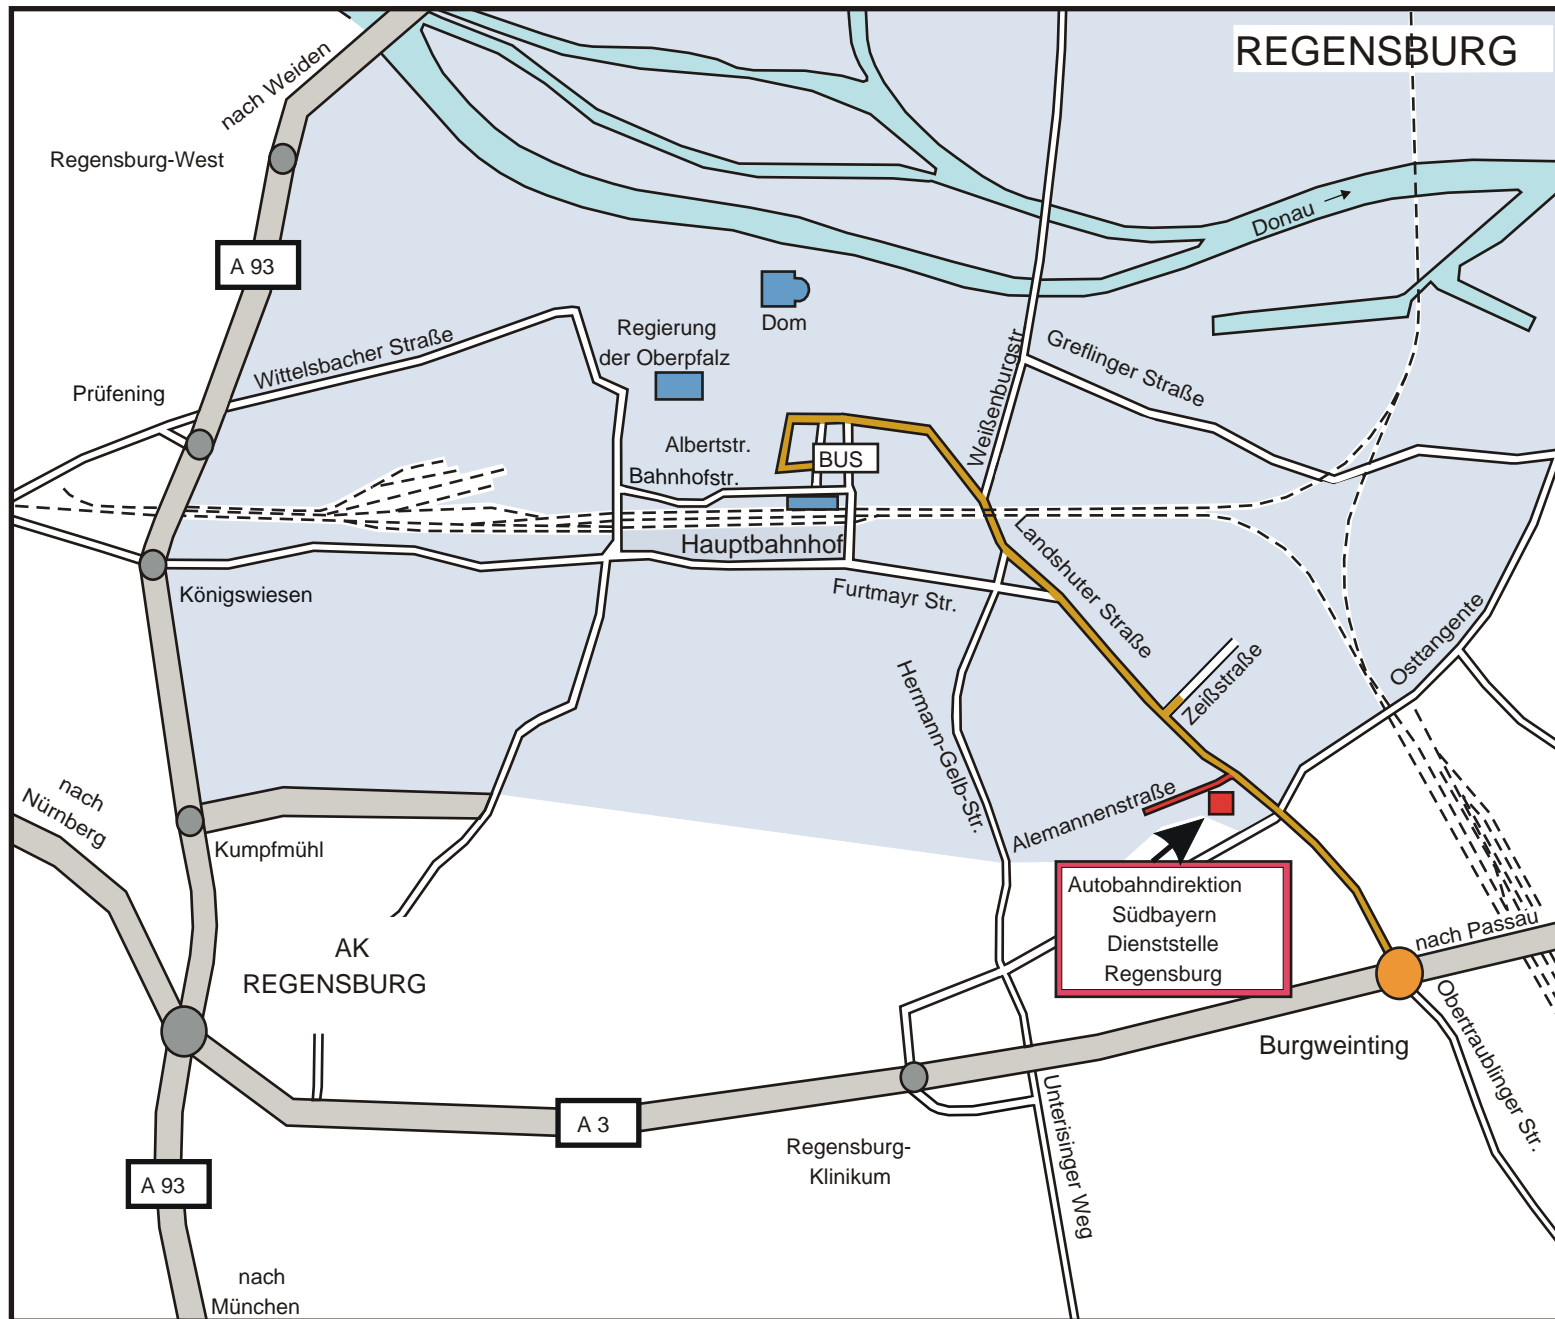 REGENSBURG
nach Weiden
Regensburg-West
A 93
Donau →
Dom
Regierung
der Oberpfalz
Wittelsbacher Straße
Prüfening
Weißenburgstr
Greflinger Straße
Albertstr.
BUS
Bahnhofstr.
Hauptbahnhof
Königswiesen
Furtmayr Str.
Landshuter Straße
Zeißstraße
Osttangente
Hermann-Gelb-Str.
nach
Nürnberg
Kumpfmühl
Alemannenstraße
Autobahndirektion
Südbayern
Dienststelle
Regensburg
nach Passau
AK
REGENSBURG
Burgweinting
Obertraublinger Str.
A 3
Regensburg-
Klinikum
Unterisinger Weg
A 93
nach
München